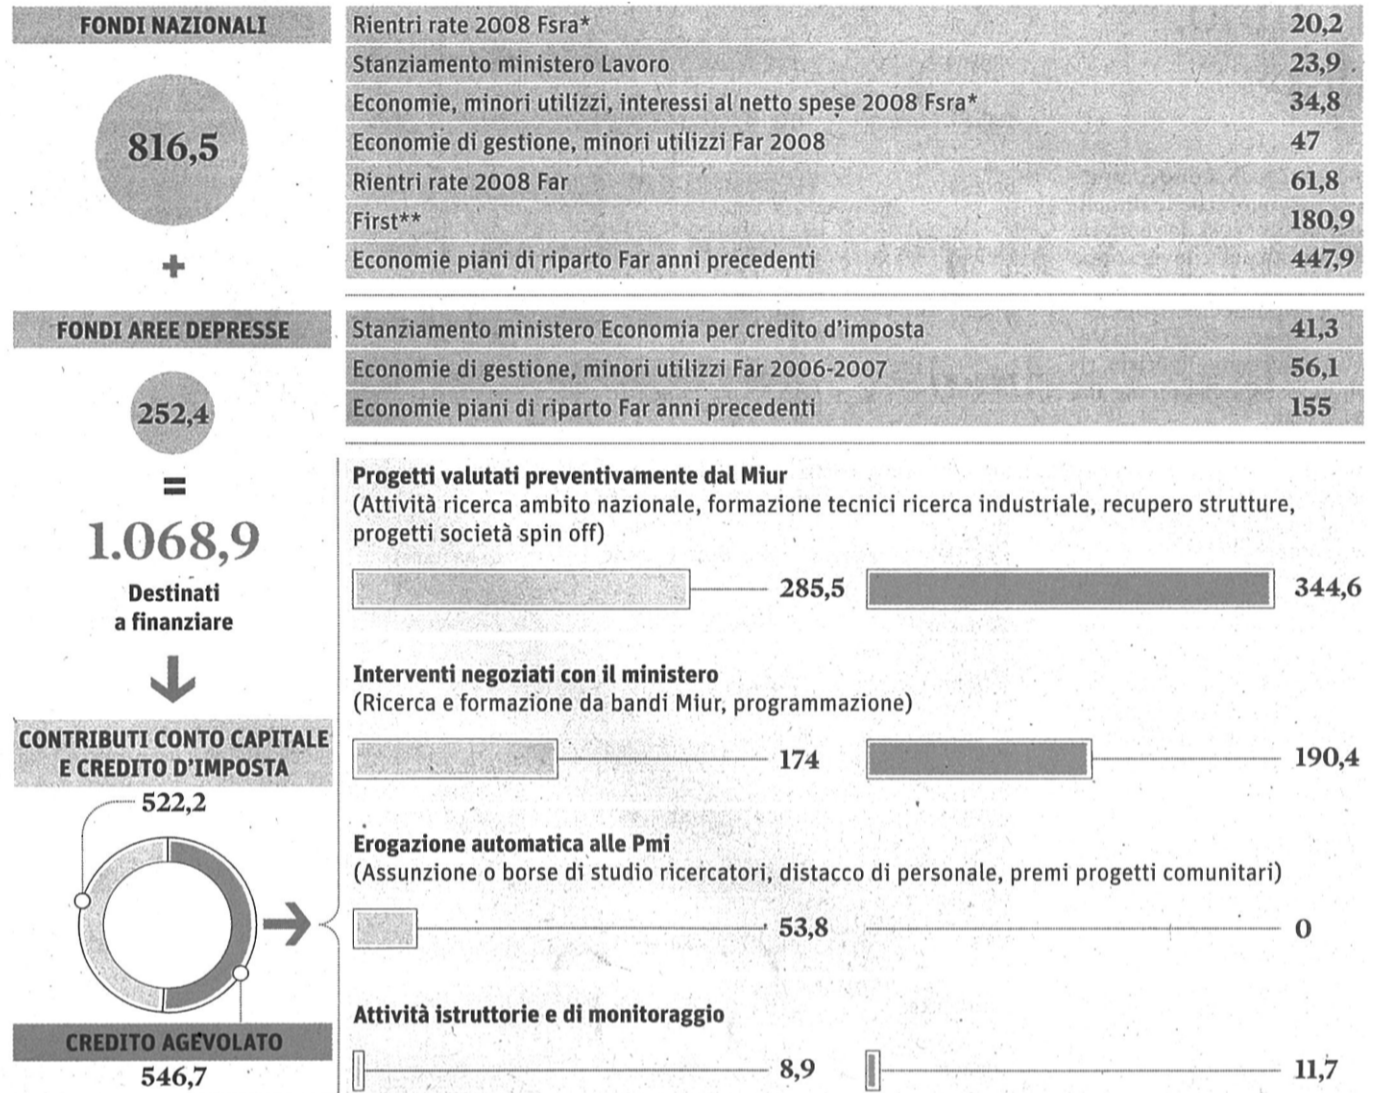 FONDI NAZIONALI
816,5
+
Rientri rate 2008 Fsra* 20,2
Stanziamento ministero Lavoro 23,9
Economie, minori utilizzi, interessi al netto spese 2008 Fsra* 34,8
Economie di gestione, minori utilizzi Far 2008 47
Rientri rate 2008 Far 61,8
First** 180,9
Economie piani di riparto Far anni precedenti 447,9
FONDI AREE DEPRESSE
252,4
=
1.068,9
Destinati
a finanziare
Stanziamento ministero Economia per credito d'imposta 41,3
Economie di gestione, minori utilizzi Far 2006-2007 56,1
Economie piani di riparto Far anni precedenti 155
CONTRIBUTI CONTO CAPITALE
E CREDITO D'IMPOSTA
522,2
CREDITO AGEVOLATO
546,7
Progetti valutati preventivamente dal Miur
(Attività ricerca ambito nazionale, formazione tecnici ricerca industriale, recupero strutture,
progetti società spin off)
285,5 344,6
Interventi negoziati con il ministero
(Ricerca e formazione da bandi Miur, programmazione)
174 190,4
Erogazione automatica alle Pmi
(Assunzione o borse di studio ricercatori, distacco di personale, premi progetti comunitari)
53,8 0
Attività istruttorie e di monitoraggio
8,9 11,7